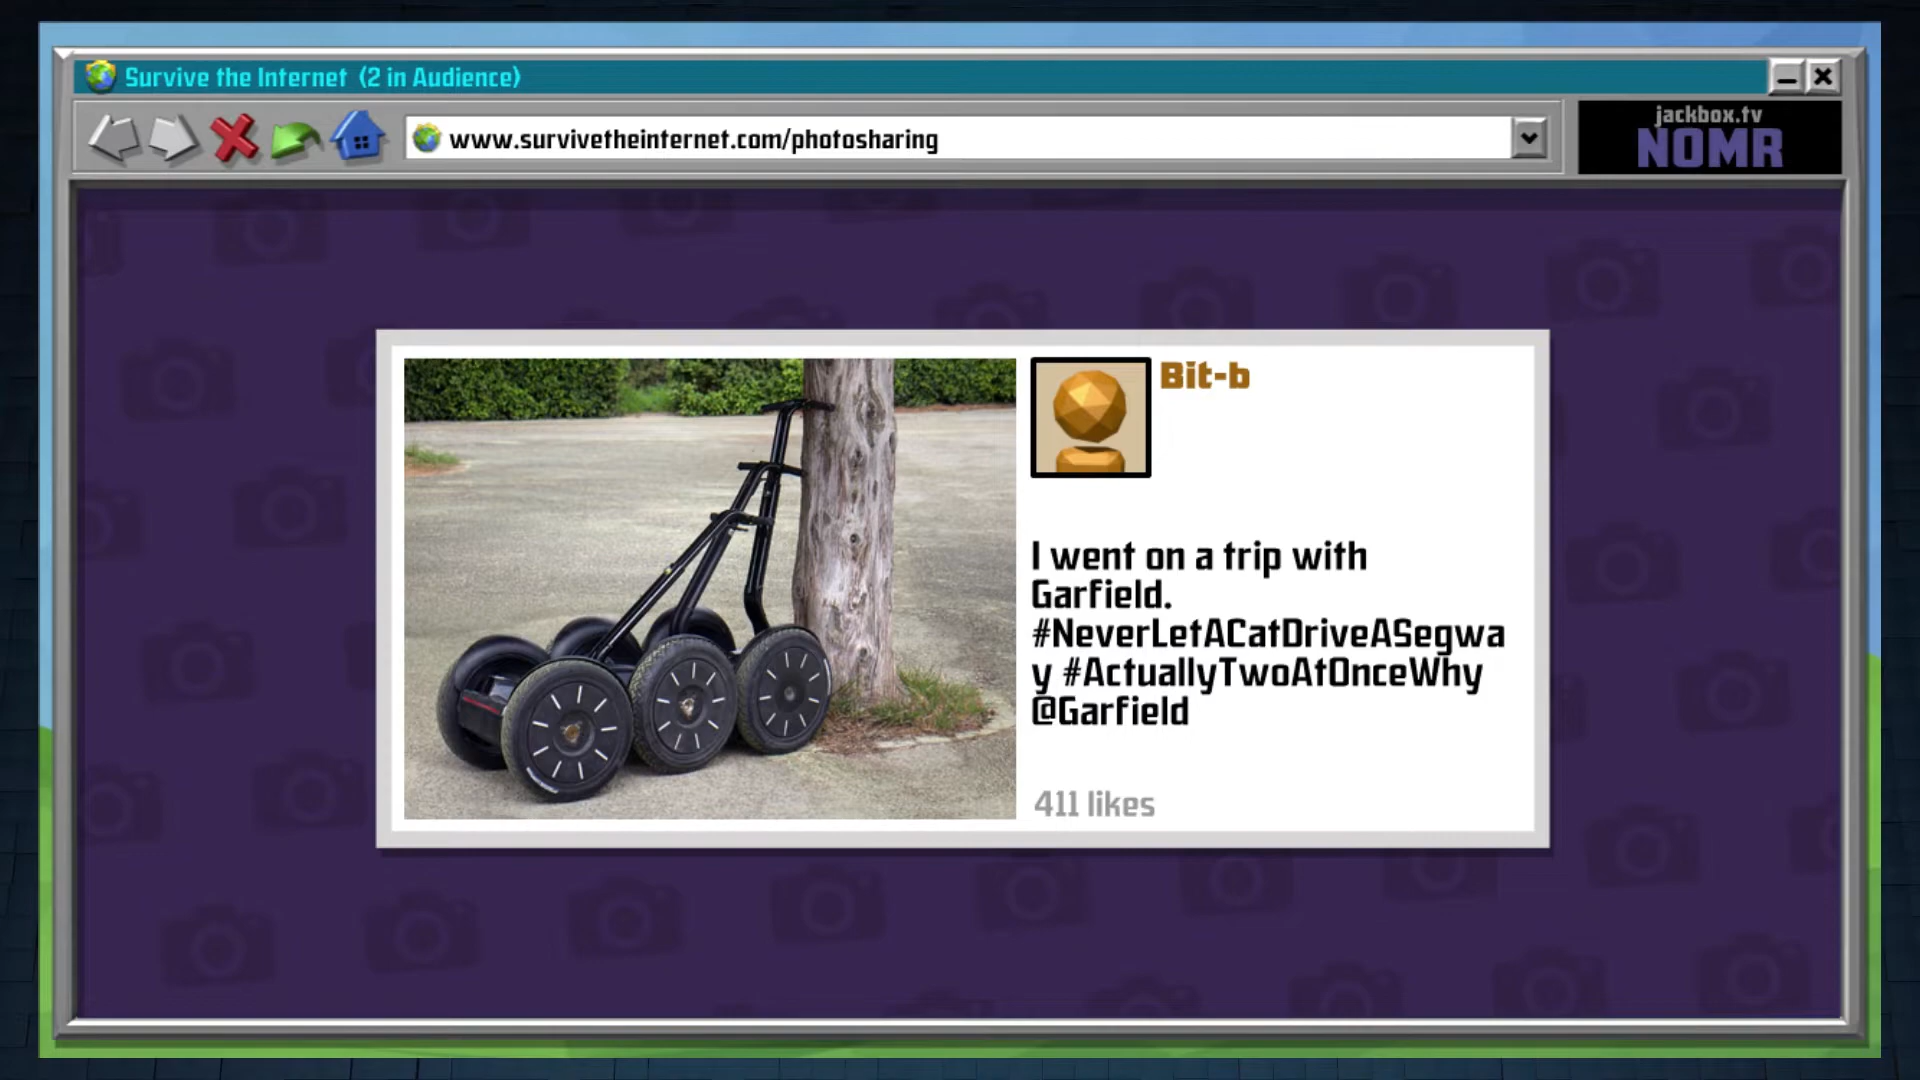 Survive the Internet (2 in Audience)
www.survivetheinternet.com/photosharing
jackbox.tv
NOMR
Bit-b
I went on a trip with
Garfield.
#NeverLetACatDriveASegwa
y #ActuallyTwoAtOnceWhy
@Garfield
411 likes